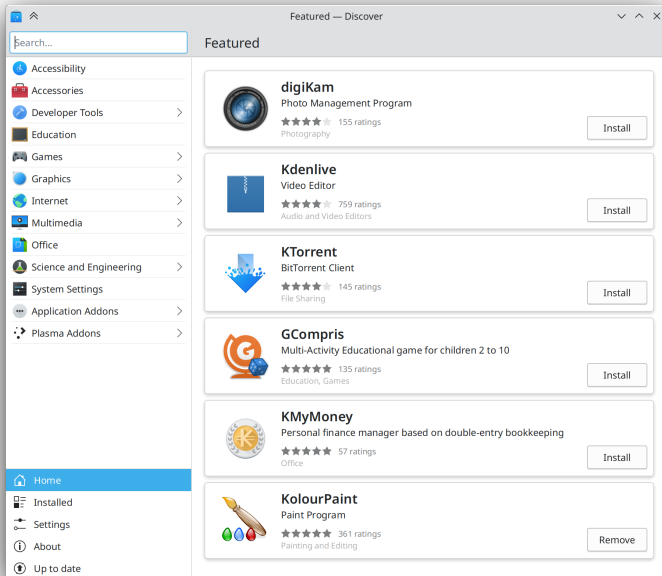 Featured — Discover
Search...
Featured
Accessibility
Accessories
Developer Tools
Education
Games
Graphics
Internet
Multimedia
Office
Science and Engineering
System Settings
Application Addons
Plasma Addons
Home
Installed
Settings
About
Up to date
digiKam
Photo Management Program
155 ratings
Photography
Install
Kdenlive
Video Editor
759 ratings
Audio and Video Editors
Install
KTorrent
BitTorrent Client
145 ratings
File Sharing
Install
GCompris
Multi-Activity Educational game for children 2 to 10
135 ratings
Education, Games
Install
KMyMoney
Personal finance manager based on double-entry bookkeeping
57 ratings
Office
Install
KolourPaint
Paint Program
361 ratings
Painting and Editing
Remove